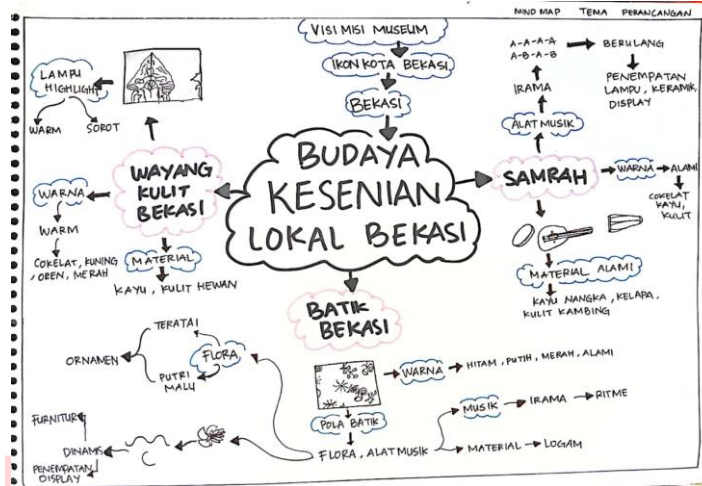 MIND MAP TEMA PERANCANGAN
VISI MISI MUSEUM
IKON KOTA BEKASI
BEKASI
BUDAYA
KESENIAN
LOKAL BEKASI
LAMPU
HIGHLIGHT
WARM
SOROT
WAYANG
KULIT
BEKASI
WARNA
WARM
COKELAT, KUNING
, OREN, MERAH
MATERIAL
KAYU, KULIT HEWAN
A-A-A-A
A-B-A-B
BERULANG
PENEMPATAN
LAMPU, KERAMIK,
DISPLAY
IRAMA
ALAT MUSIK
SAMRAH
WARNA
ALAMI
COKELAT
KAYU,
KULIT
MATERIAL ALAMI
KAYU NANGKA, KELAPA,
KULIT KAMBING
BATIK
BEKASI
WARNA
HITAM, PUTIH, MERAH, ALAMI
POLA BATIK
FLORA, ALAT MUSIK
MUSIK
IRAMA
RITME
MATERIAL
LOGAM
FLORA
TERATAI
PUTRI
MALU
ORNAMEN
FURNITUR
DINAMIS
PENEMPATAN
DISPLAY